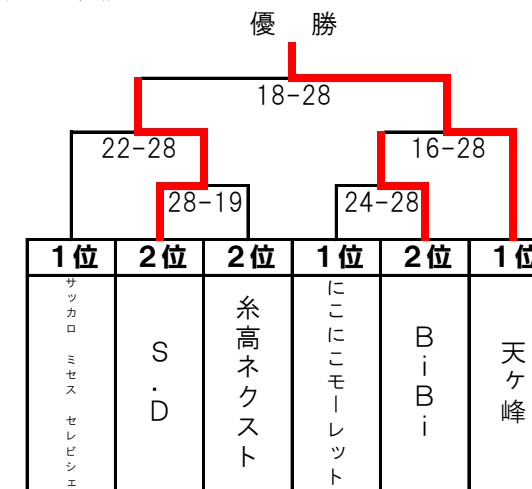 優 勝
18-28
22-28
16-28
28-19
24-28
1位 2位 2位 1位 2位 1位
サッカロ ミセス セレビシエ
S.D
糸高ネクスト
にこにこモーレット
BiBi
天ケ峰